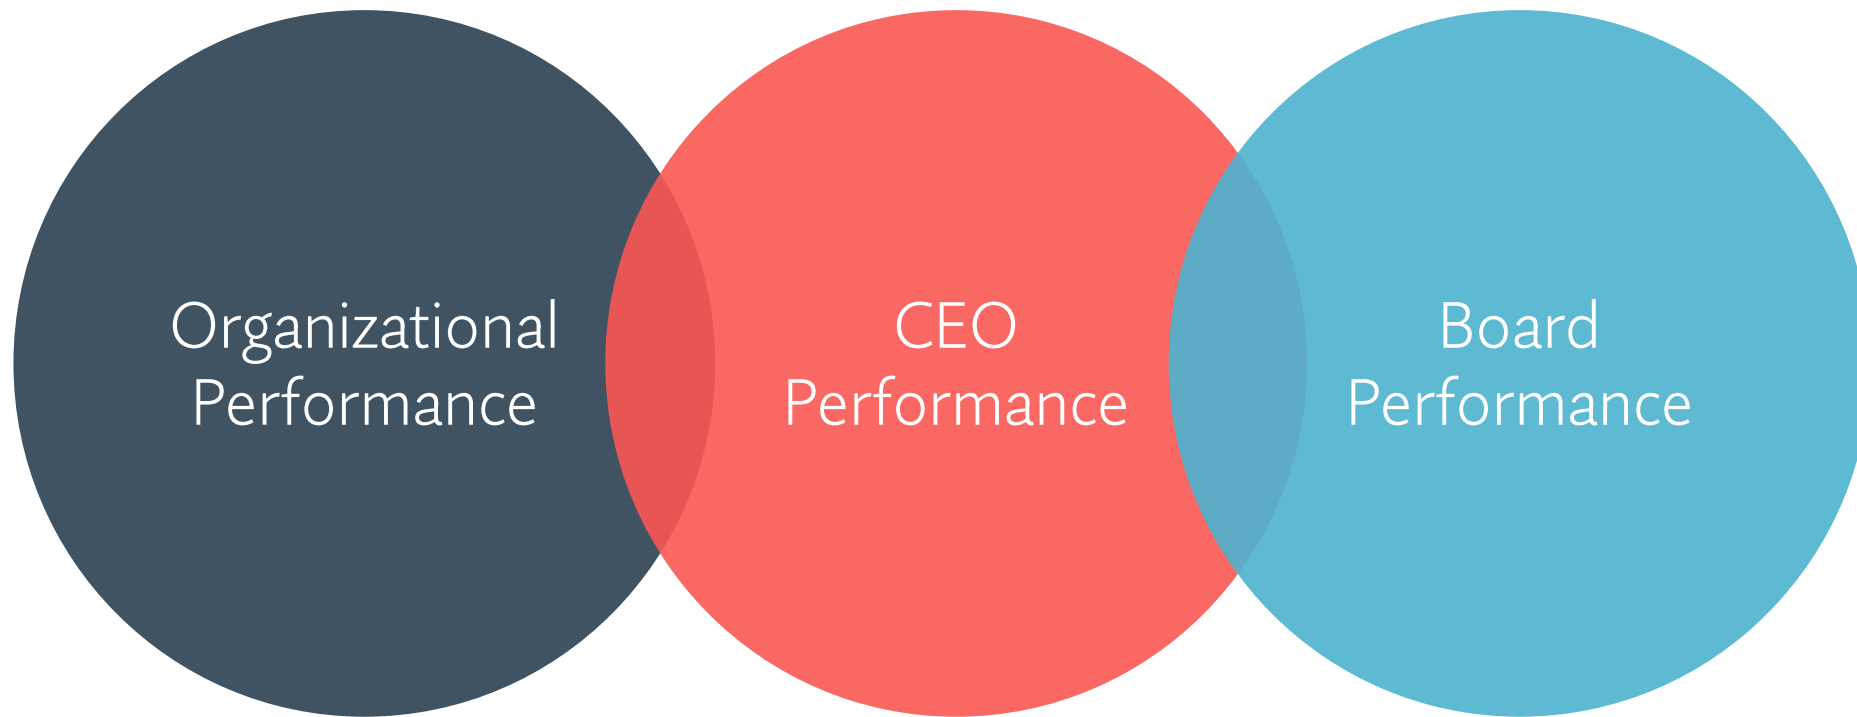 Organizational
Performance
CEO
Performance
Board
Performance